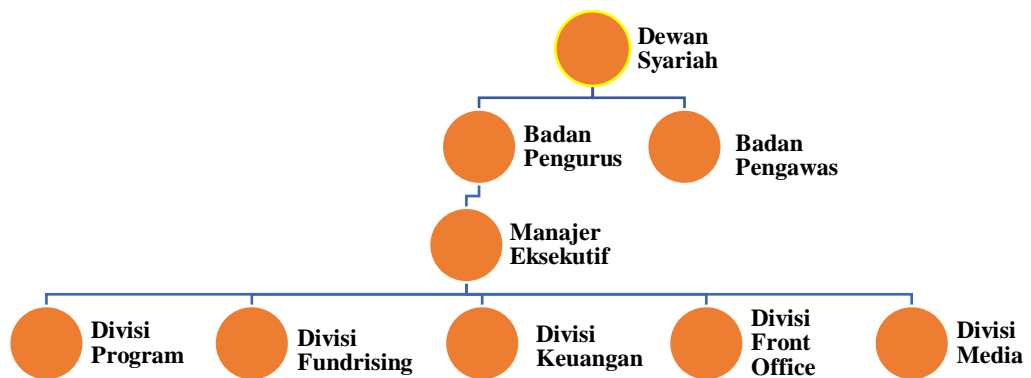 Dewan
Syariah
Badan
Pengurus
Badan
Pengawas
Manajer
Eksekutif
Divisi
Program
Divisi
Fundrising
Divisi
Keuangan
Divisi
Front
Office
Divisi
Media